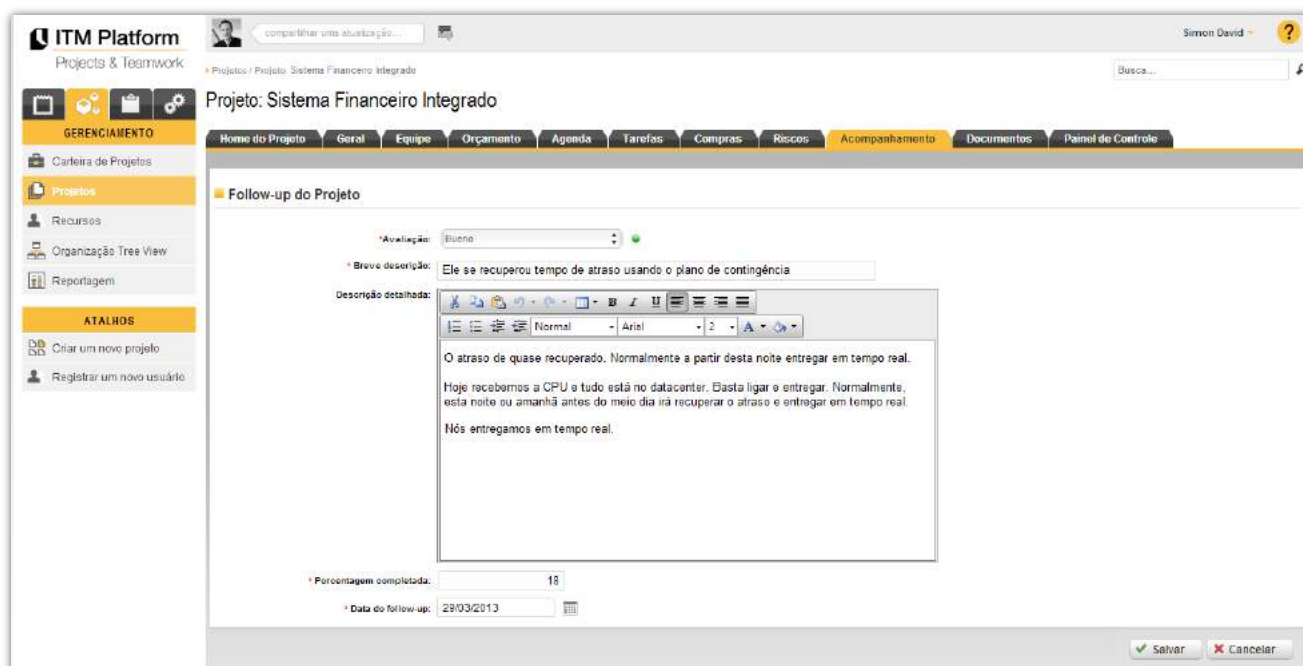 ITM Platform
Projects & Teamwork
compartilhar uma atualização...
Simon David
?
Projetos / Projeto: Sistema Financeiro Integrado
Busca...
Projeto: Sistema Financeiro Integrado
GERENCIAMENTO
Carteira de Projetos
Projetos
Recursos
Organização Tree View
Reportagem
ATALHOS
Criar um novo projeto
Registrar um novo usuário
Home do Projeto Geral Equipe Orçamento Agenda Tarefas Compras Riscos Acompanhamento Documentos Painel de Controle
Follow-up do Projeto
*Avaliação: Bueno
* Breve descrição: Ele se recuperou tempo de atraso usando o plano de contingência
Descrição detalhada:
B I U
Normal Arial 2 A
O atraso de quase recuperado. Normalmente a partir desta noite entregar em tempo real.
Hoje recebemos a CPU e tudo está no datacenter. Basta ligar e entregar. Normalmente,
esta noite ou amanhã antes do meio dia irá recuperar o atraso e entregar em tempo real.
Nós entregamos em tempo real.
* Porcentagem completada: 18
* Data do follow-up: 29/03/2013
Salvar Cancelar